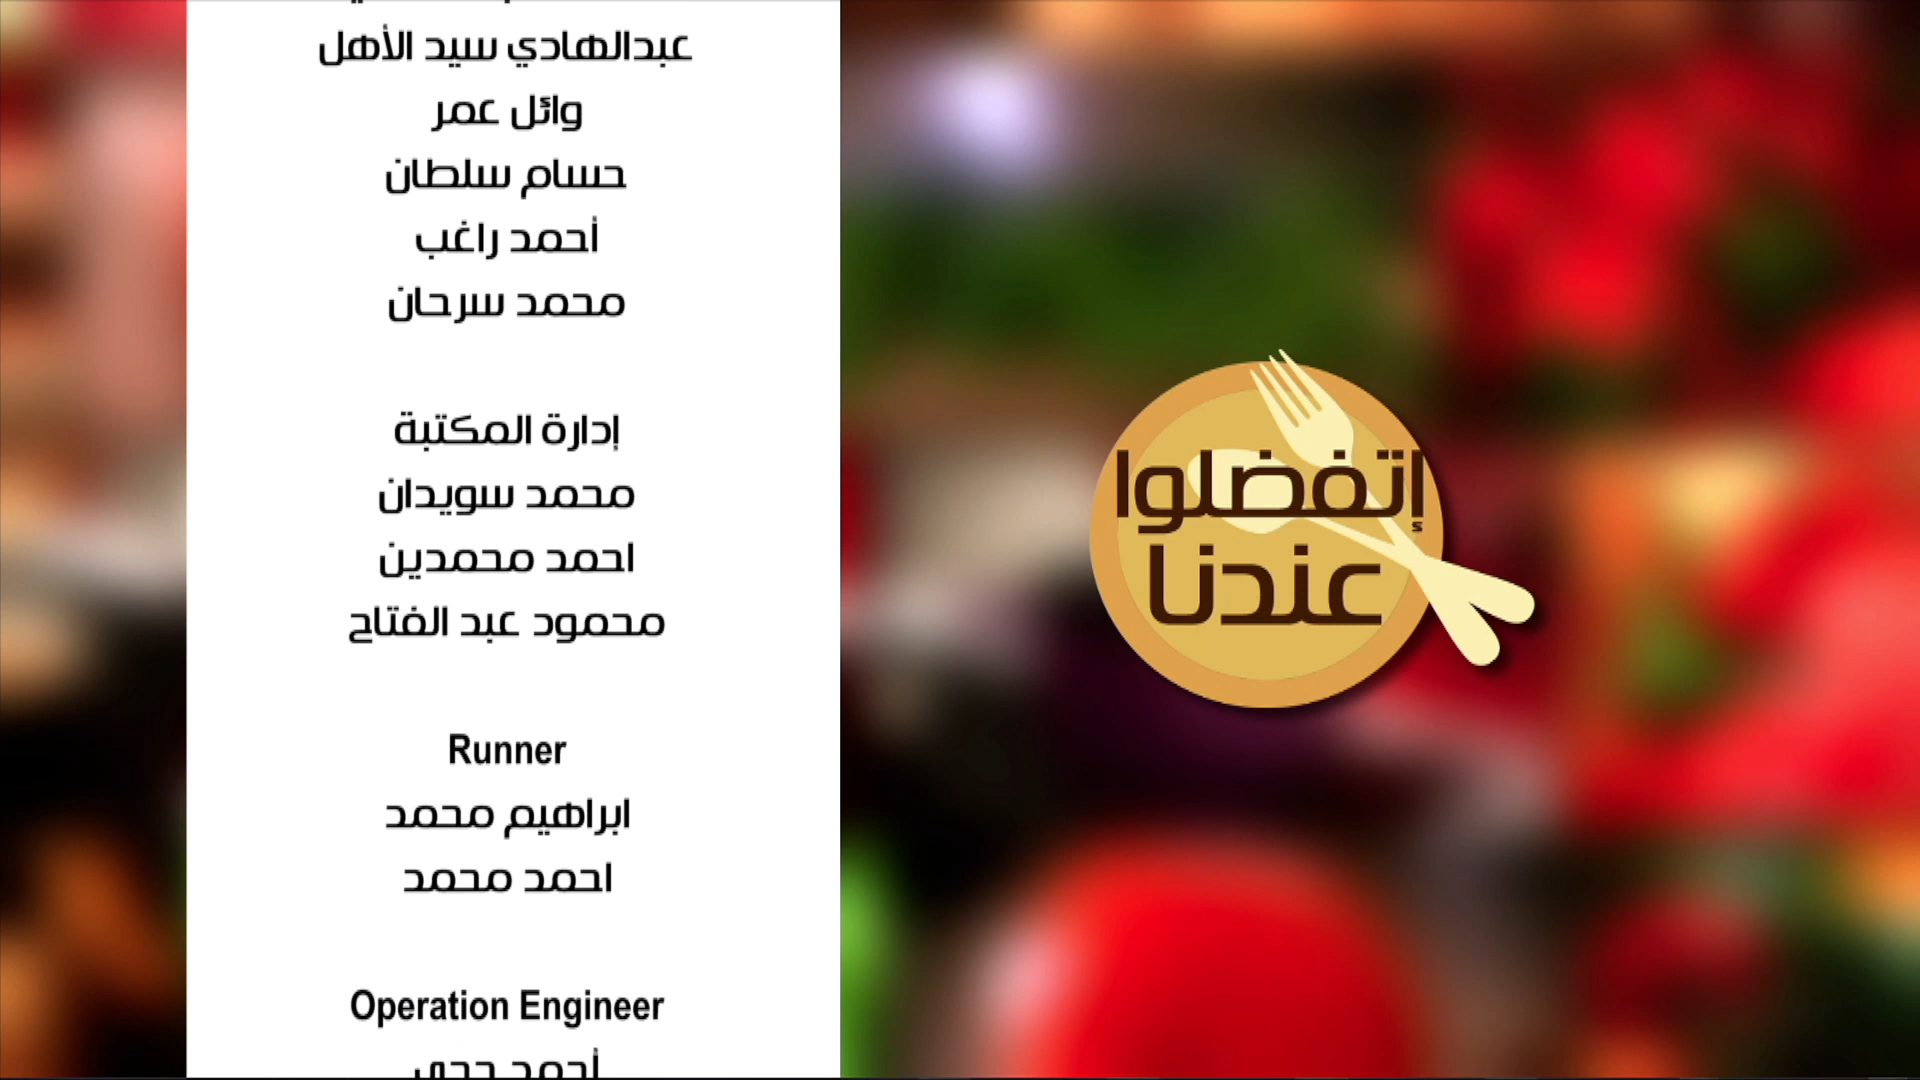 عبدالهادي سيد الأهل
وائل عمر
حسام سلطان
أحمد راغب
محمد سرحان
إدارة المكتبة
محمد سويدان
احمد محمدين
محمود عبد الفتاح
Runner
ابراهيم محمد
احمد محمد
Operation Engineer
أحمد
إتفضلوا
عندنا